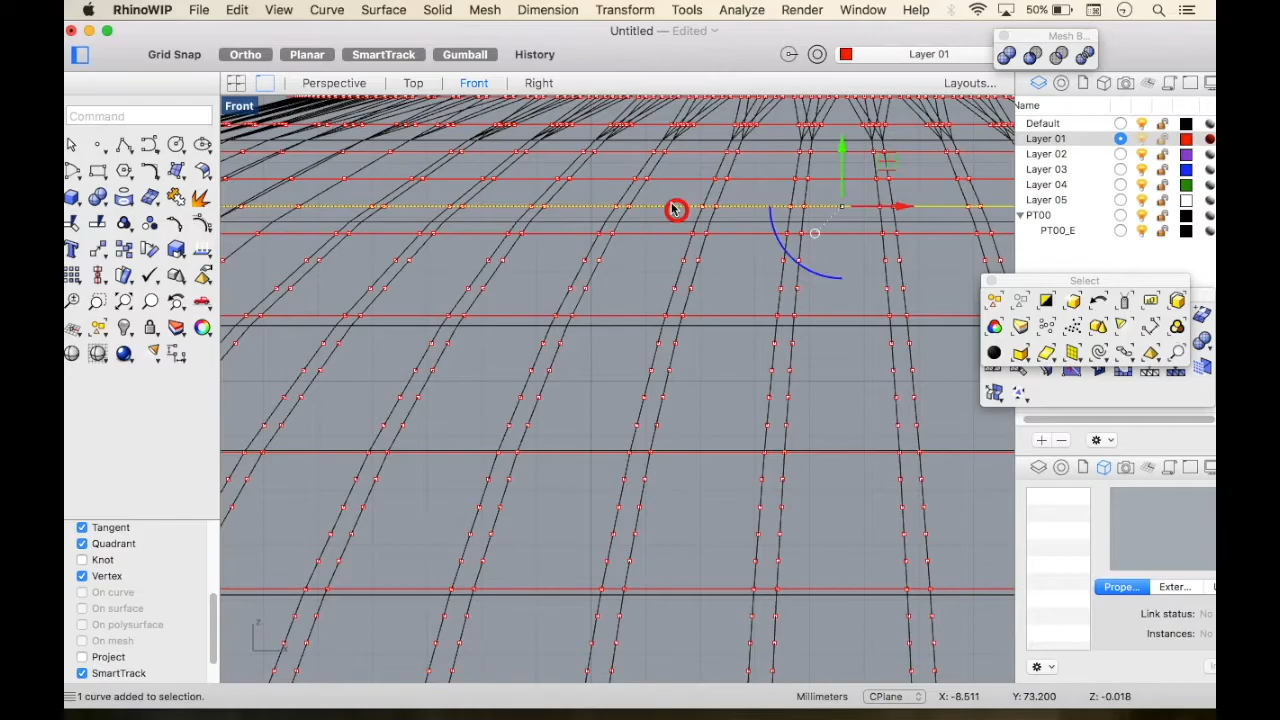 RhinoWIP File Edit View Curve Surface Solid Mesh Dimension Transform Tools Analyze Render Window Help 50%
Untitled — Edited
Mesh B...
Grid Snap Ortho Planar SmartTrack Gumball History Layer 01
Perspective Top Front Right Layouts...
Front
Command
Name
Default
Layer 01
Layer 02
Layer 03
Layer 04
Layer 05
PT00
PT00_E
Select
z
x
Tangent
Quadrant
Knot
Vertex
On curve
On surface
On polysurface
On mesh
Project
SmartTrack
Prope... Exter...
Link status: No
Instances: No
1 curve added to selection. Millimeters CPlane X: -8.511 Y: 73.200 Z: -0.018